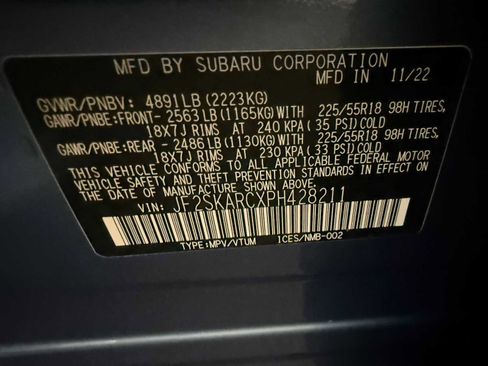 MFD BY SUBARU CORPORATION
MFD/FAB.IN 11/22
GVWR/PNBV: 4891LB(2223KG)
GAWR/PNBE:FRONT- 2563LB(1165KG)WITH 225/55R18 98H TIRES,
18X7J RIMS AT 240 KPA(35 PSI)COLD
GAWR/PNBE:REAR - 2486LB(1130KG)WITH 225/55R18 98H TIRES,
18X7J RIMS AT 230 KPA(33 PSI)COLD
THIS VEHICLE CONFORMS TO ALL APPLICABLE FEDERAL MOTOR
VEHICLE SAFETY, BUMPER, AND THEFT PREVENTION STANDARDS IN EFFECT ON
THE DATE OF MANUFACTURE SHOWN ABOVE.
VIN: JF2SKARCXPH428211
TYPE:MPV/VTUM ICES/NMB-002